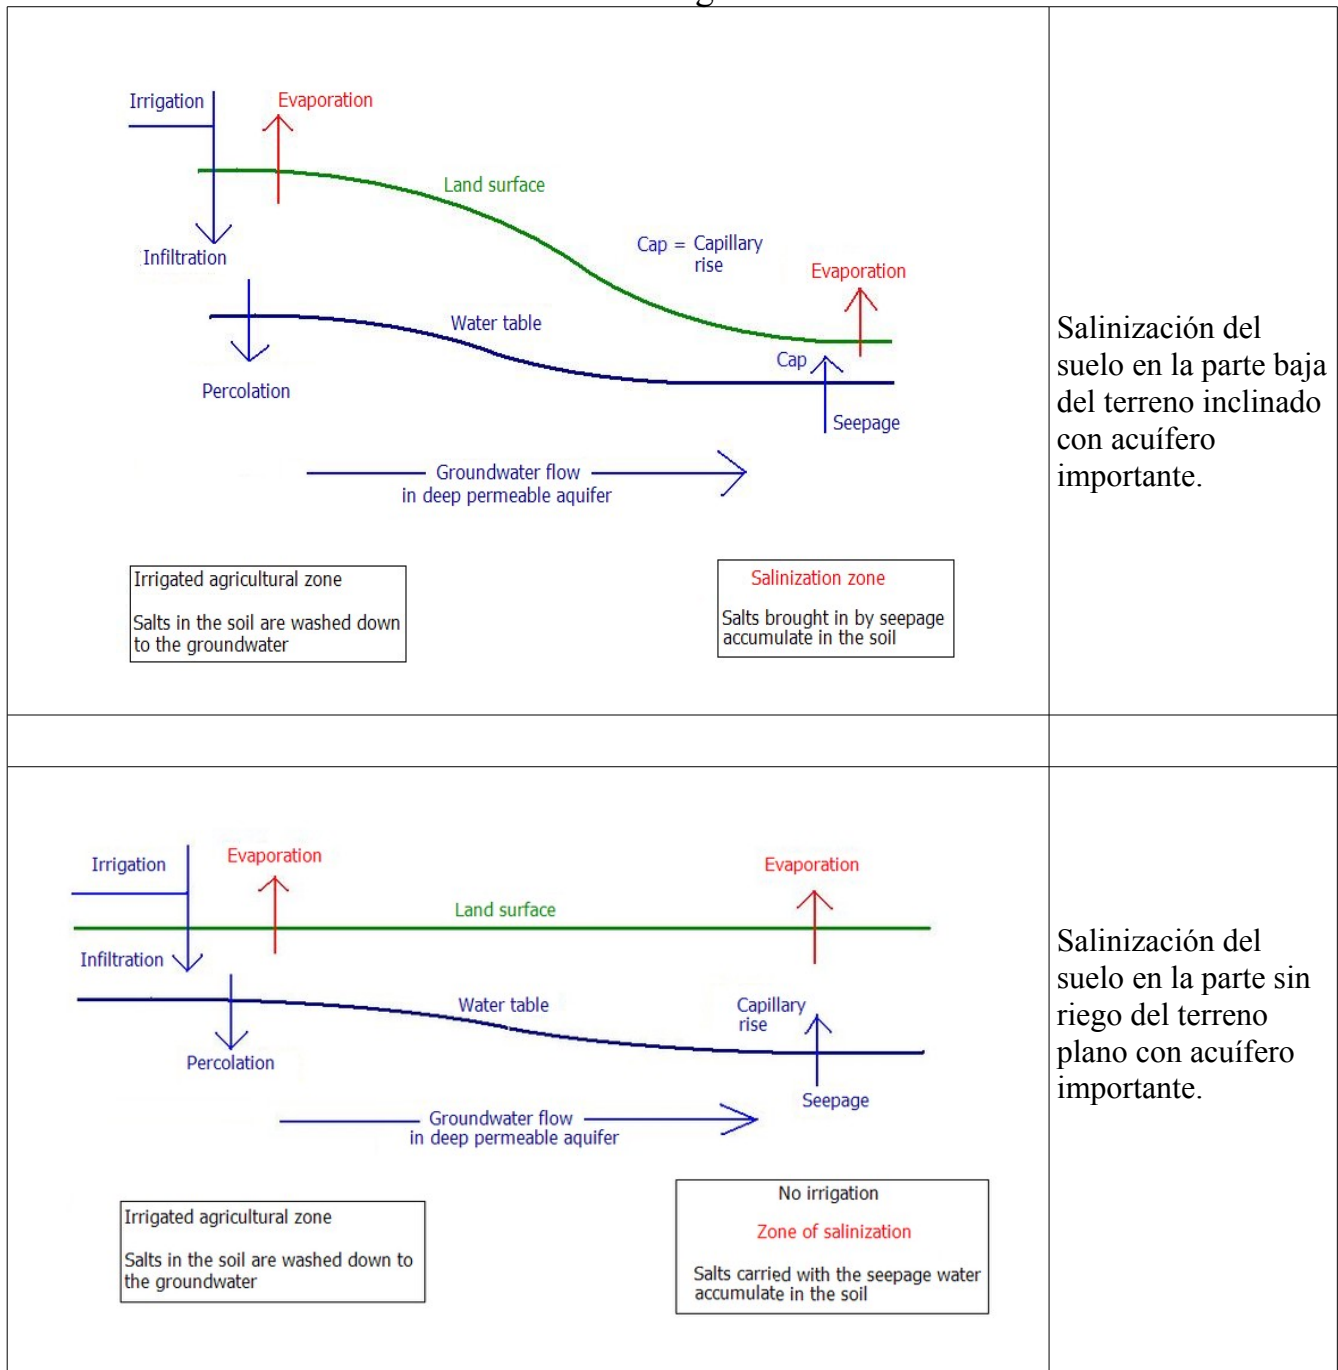 Irrigation
Evaporation
Land surface
Infiltration
Cap = Capillary
rise
Evaporation
Water table
Cap
Percolation
Seepage
Groundwater flow
in deep permeable aquifer
Irrigated agricultural zone
Salts in the soil are washed down
to the groundwater
Salinization zone
Salts brought in by seepage
accumulate in the soil
Salinización del
suelo en la parte baja
del terreno inclinado
con acuífero
importante.
Irrigation
Evaporation
Evaporation
Land surface
Infiltration
Water table
Capillary
rise
Percolation
Seepage
Groundwater flow
in deep permeable aquifer
Irrigated agricultural zone
Salts in the soil are washed down to
the groundwater
No irrigation
Zone of salinization
Salts carried with the seepage water
accumulate in the soil
Salinización del
suelo en la parte sin
riego del terreno
plano con acuífero
importante.